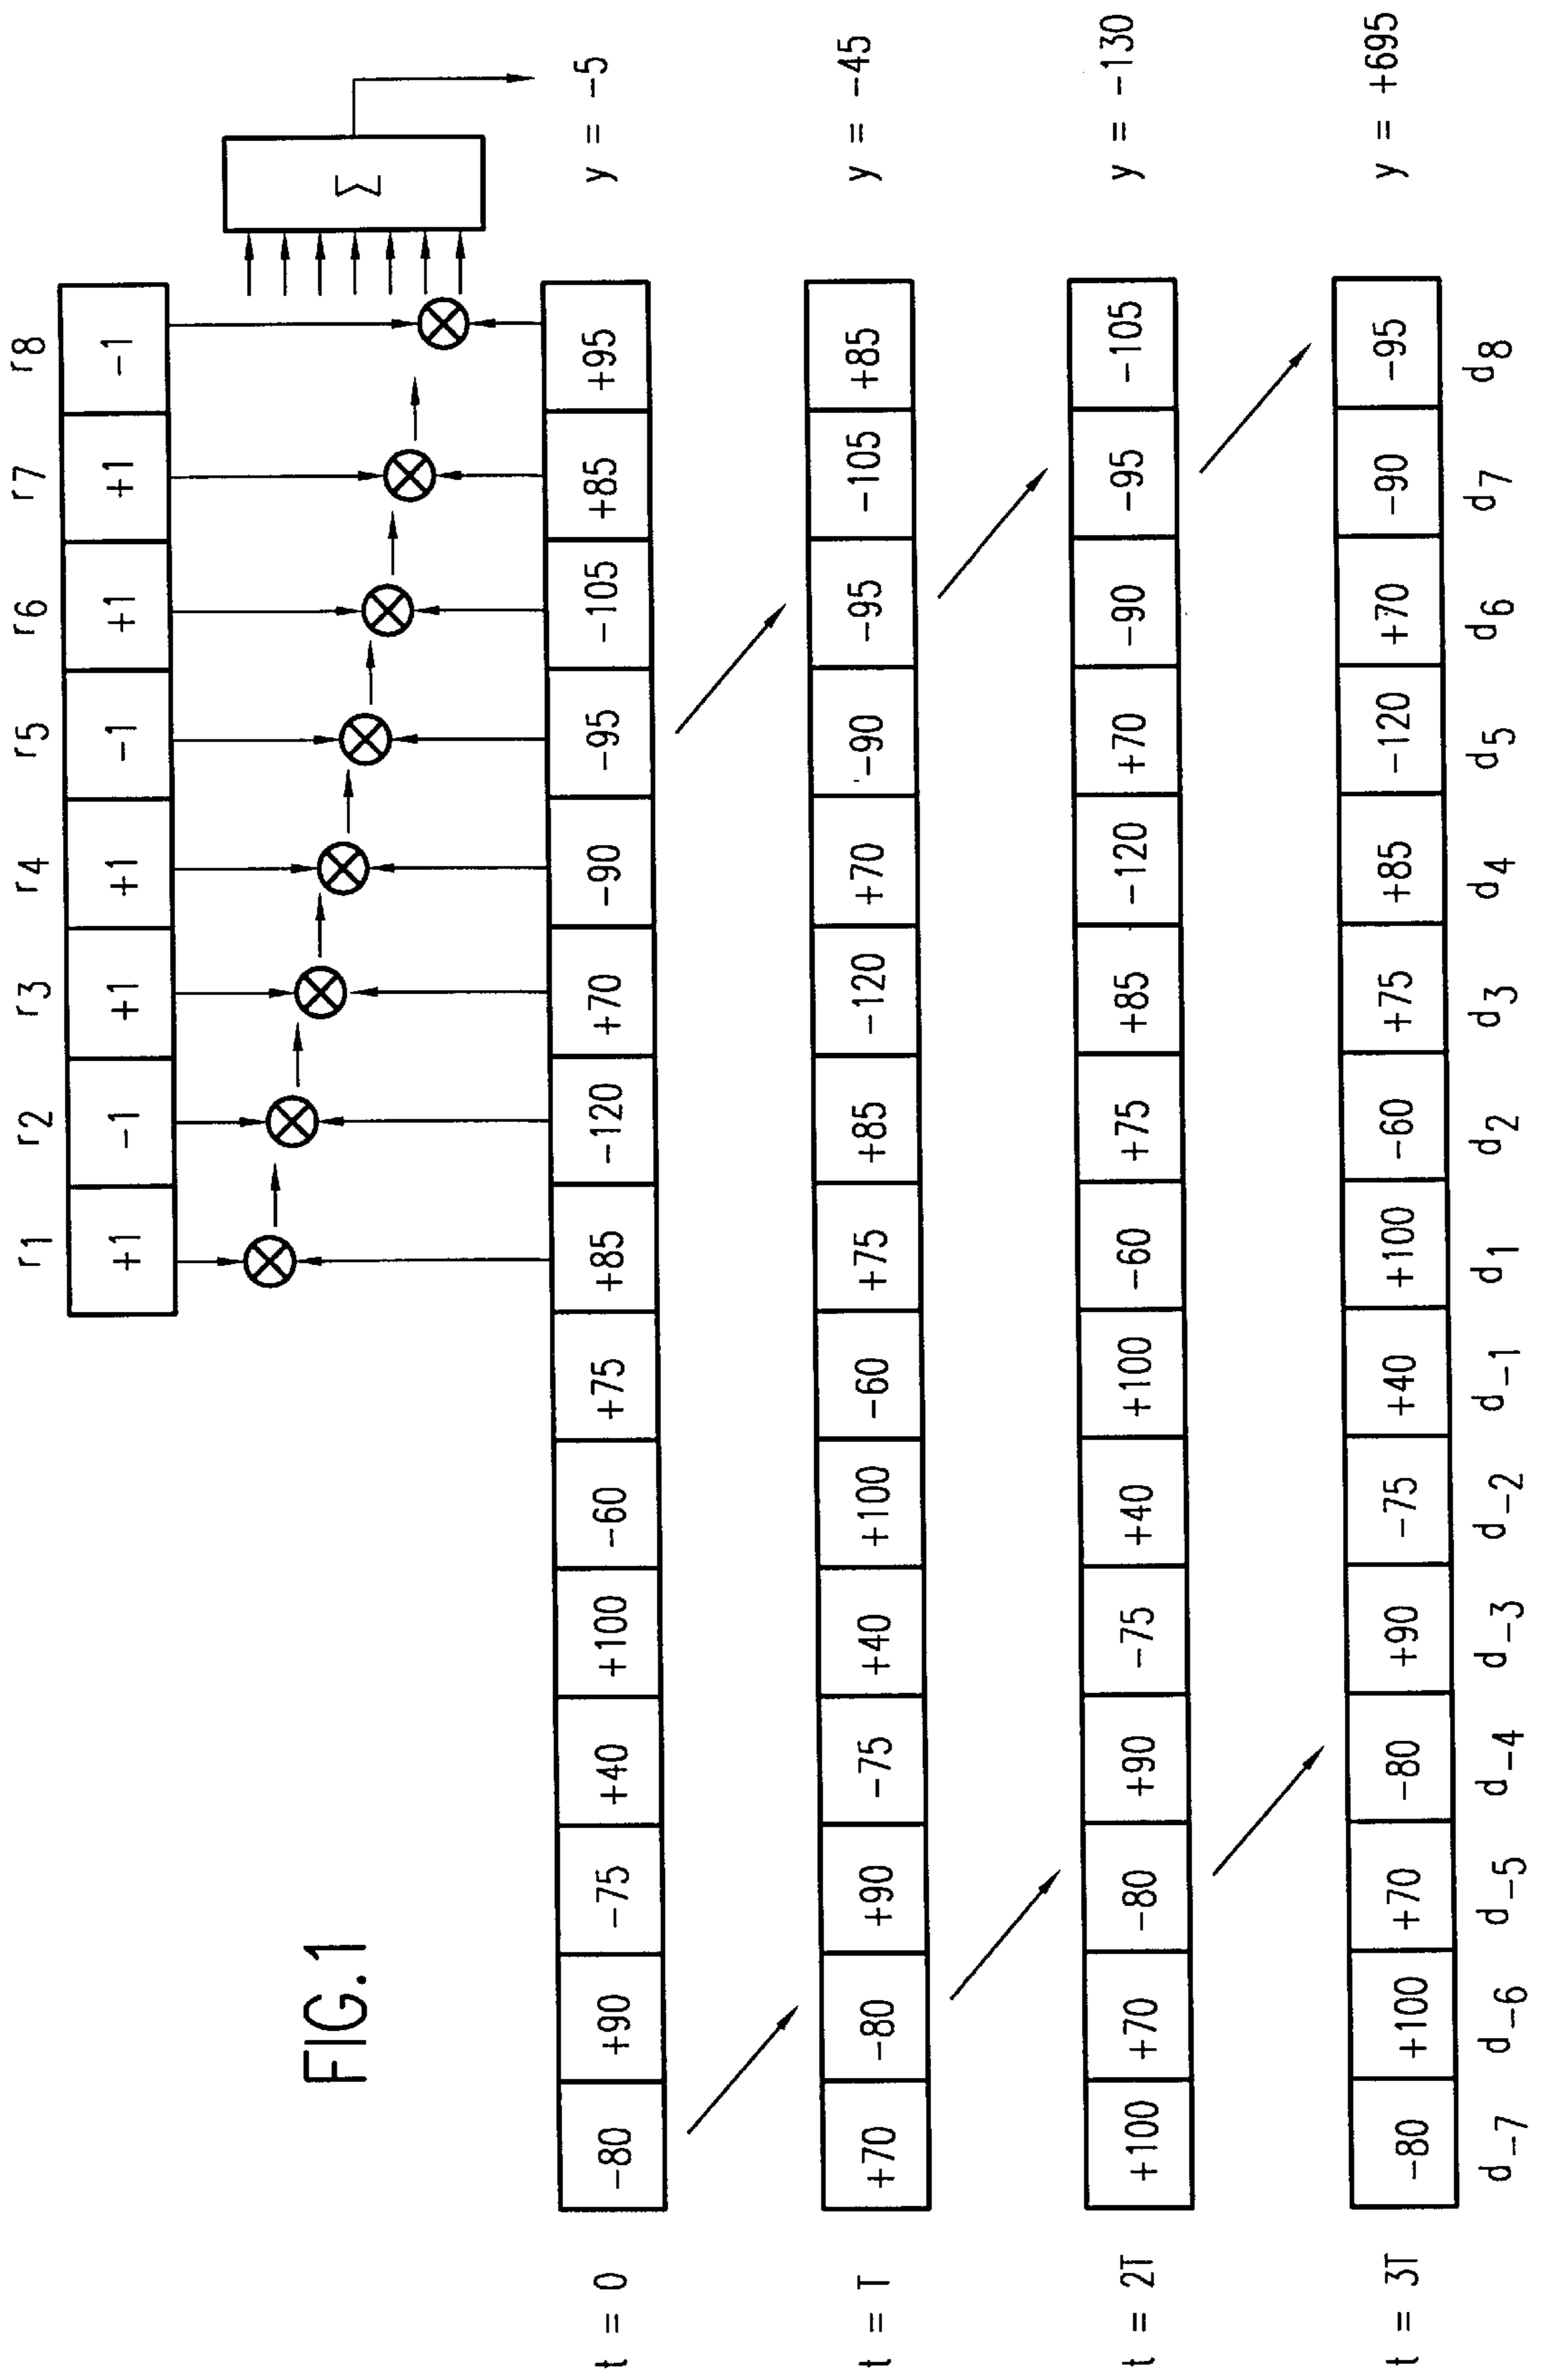 FIG.1
r1 r2 r3 r4 r5 r6 r7 r8
+1 −1 +1 +1 −1 +1 +1 −1
Σ
t = 0 −80 +90 −75 +40 +100 −60 +75 +85 −120 +70 −90 −95 −105 +85 +95 y = −5
t = T +70 −80 +90 −75 +40 +100 −60 +75 +85 −120 +70 −90 −95 −105 +85 y = −45
t = 2T +100 +70 −80 +90 −75 +40 +100 −60 +75 +85 −120 +70 −90 −95 −105 y = −130
t = 3T −80 +100 +70 −80 +90 −75 +40 +100 −60 +75 +85 −120 +70 −90 −95 y = +695
d−7 d−6 d−5 d−4 d−3 d−2 d−1 d1 d2 d3 d4 d5 d6 d7 d8